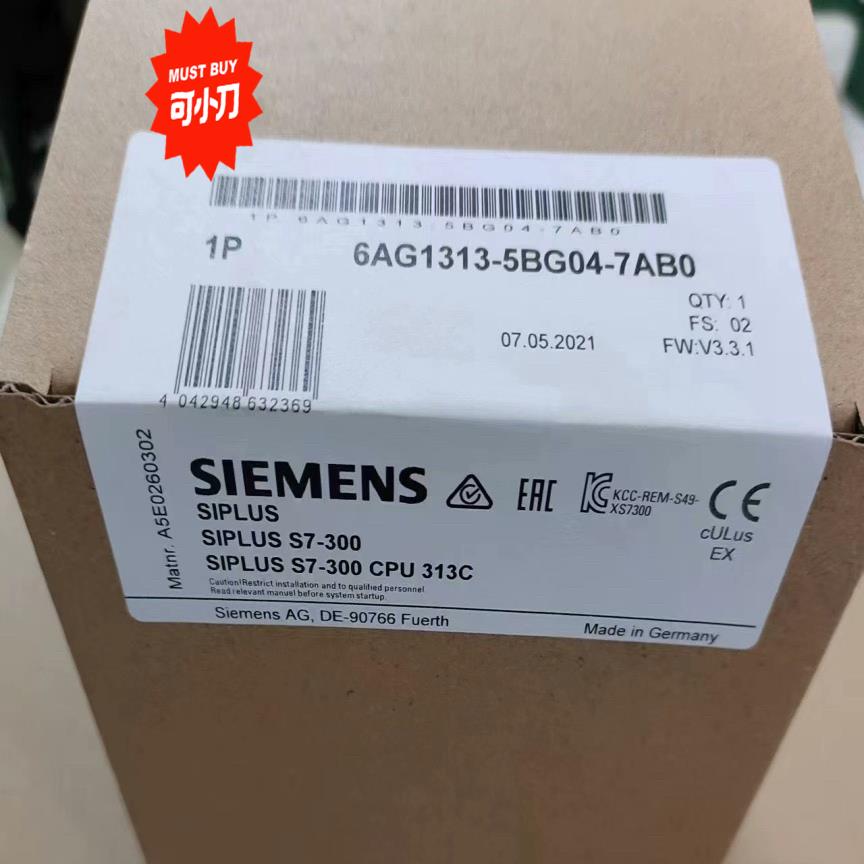 MUST BUY
可小刀
1P 6AG1313-5BG04-7AB0
1P 6AG1313-5BG04-7AB0
QTY: 1
07.05.2021 FS: 02
FW:V3.3.1
4 042948 632369
Matnr. A5E0260302
SIEMENS EAC KCC-REM-S49-XS7300 CE
SIPLUS
cULus
EX
SIPLUS S7-300
SIPLUS S7-300 CPU 313C
Caution!Restrict installation and to qualified personnel
Read relevant manuel before system startup.
Siemens AG, DE-90766 Fuerth
Made in Germany